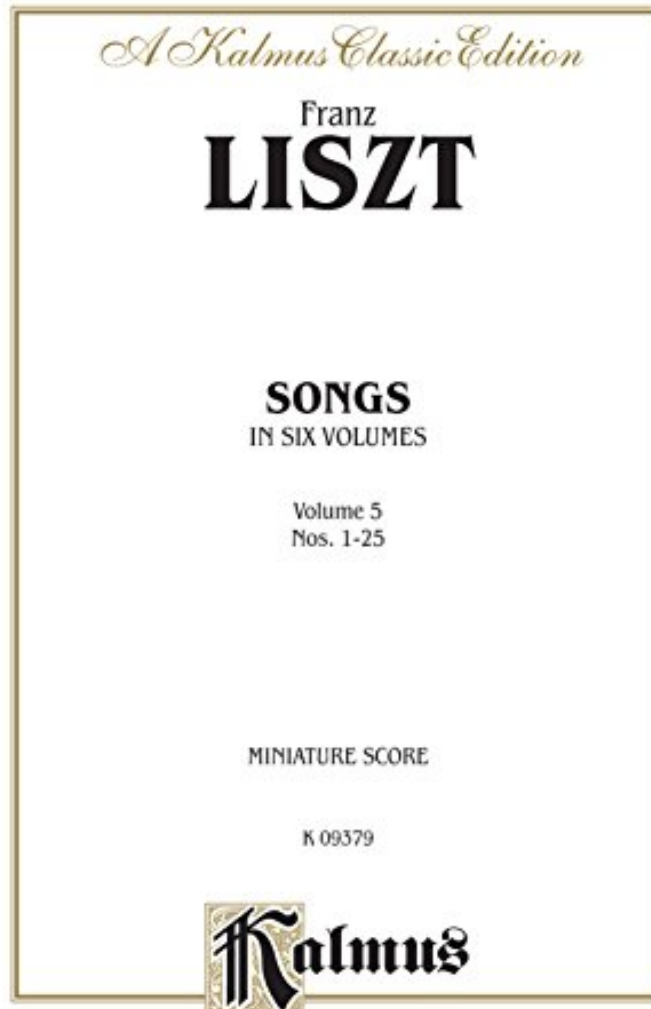 A Kalmus Classic Edition
Franz
LISZT
SONGS
IN SIX VOLUMES
Volume 5
Nos. 1-25
MINIATURE SCORE
K 09379
Kalmus